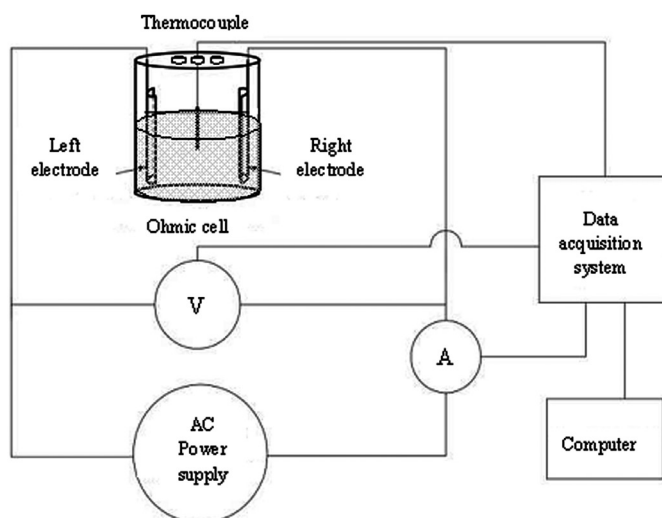 Thermocouple
Left
electrode
Right
electrode
Ohmic cell
Data
acquisition
system
V
A
AC
Power
supply
Computer